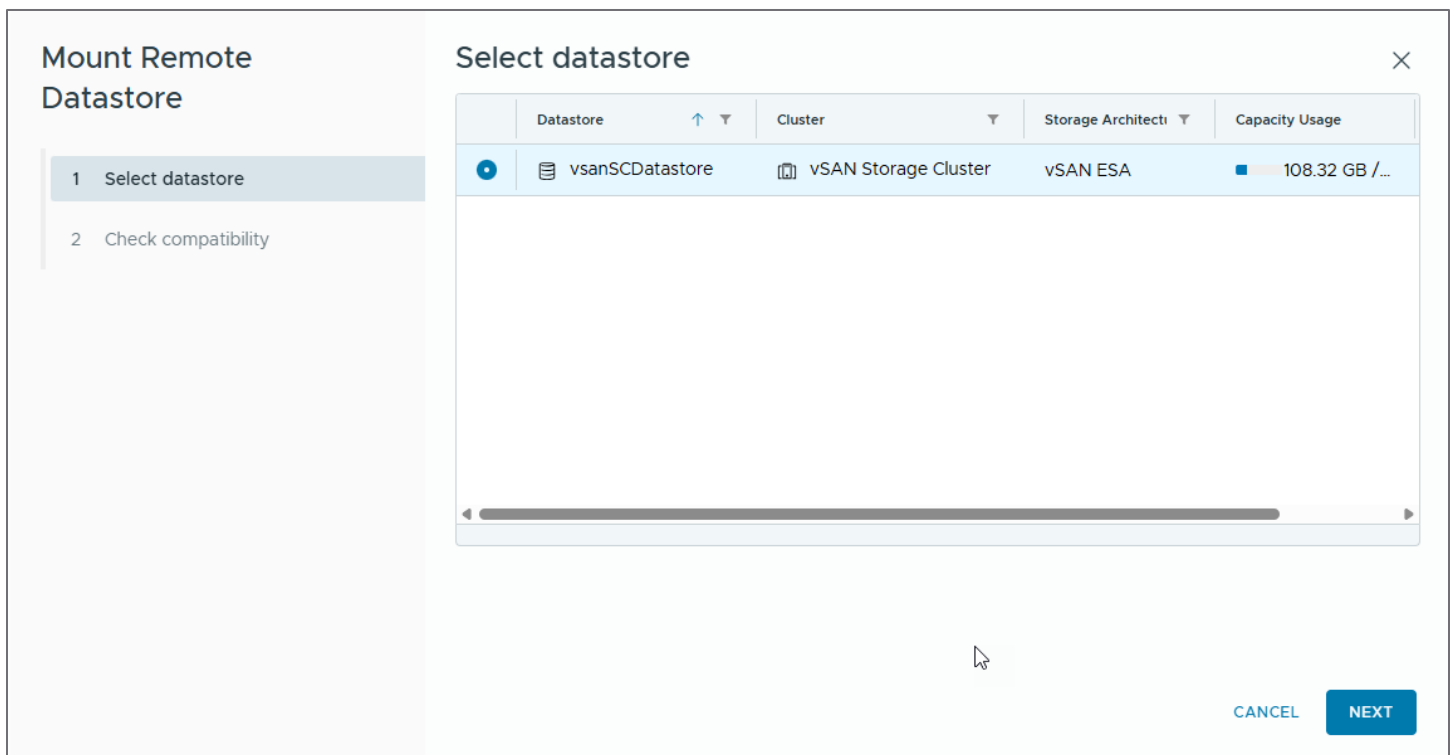 Mount Remote
Datastore
1 Select datastore
2 Check compatibility
Select datastore
Datastore Cluster Storage Architectu Capacity Usage
vsanSCDatastore vSAN Storage Cluster vSAN ESA 108.32 GB /...
CANCEL NEXT